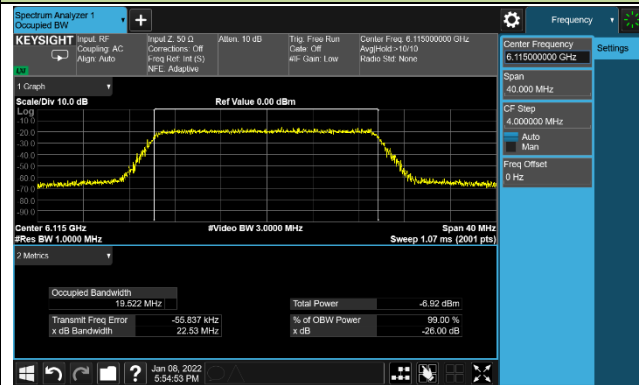 Spectrum Analyzer 1
Occupied BW
Frequency
KEYSIGHT
Input: RF
Coupling: AC
Align: Auto
Input Z: 50 Ω
Corrections: Off
Freq Ref: Int (S)
NFE: Adaptive
Atten: 10 dB
Trig: Free Run
Gate: Off
#IF Gain: Low
Center Freq: 6.115000000 GHz
Avg|Hold:>10/10
Radio Std: None
LNI
Center Frequency
6.115000000 GHz
Settings
Span
40.000 MHz
CF Step
4.000000 MHz
Auto
Man
Freq Offset
0 Hz
1 Graph
Scale/Div 10.0 dB
Ref Value 0.00 dBm
Log
-10.0
-20.0
-30.0
-40.0
-50.0
-60.0
-70.0
-80.0
-90.0
Center 6.115 GHz
#Video BW 3.0000 MHz
Span 40 MHz
#Res BW 1.0000 MHz
Sweep 1.07 ms (2001 pts)
2 Metrics
Occupied Bandwidth
19.522 MHz
Total Power
-6.92 dBm
Transmit Freq Error
-55.837 kHz
% of OBW Power
99.00 %
x dB Bandwidth
22.53 MHz
x dB
-26.00 dB
?
Jan 08, 2022
5:54:53 PM